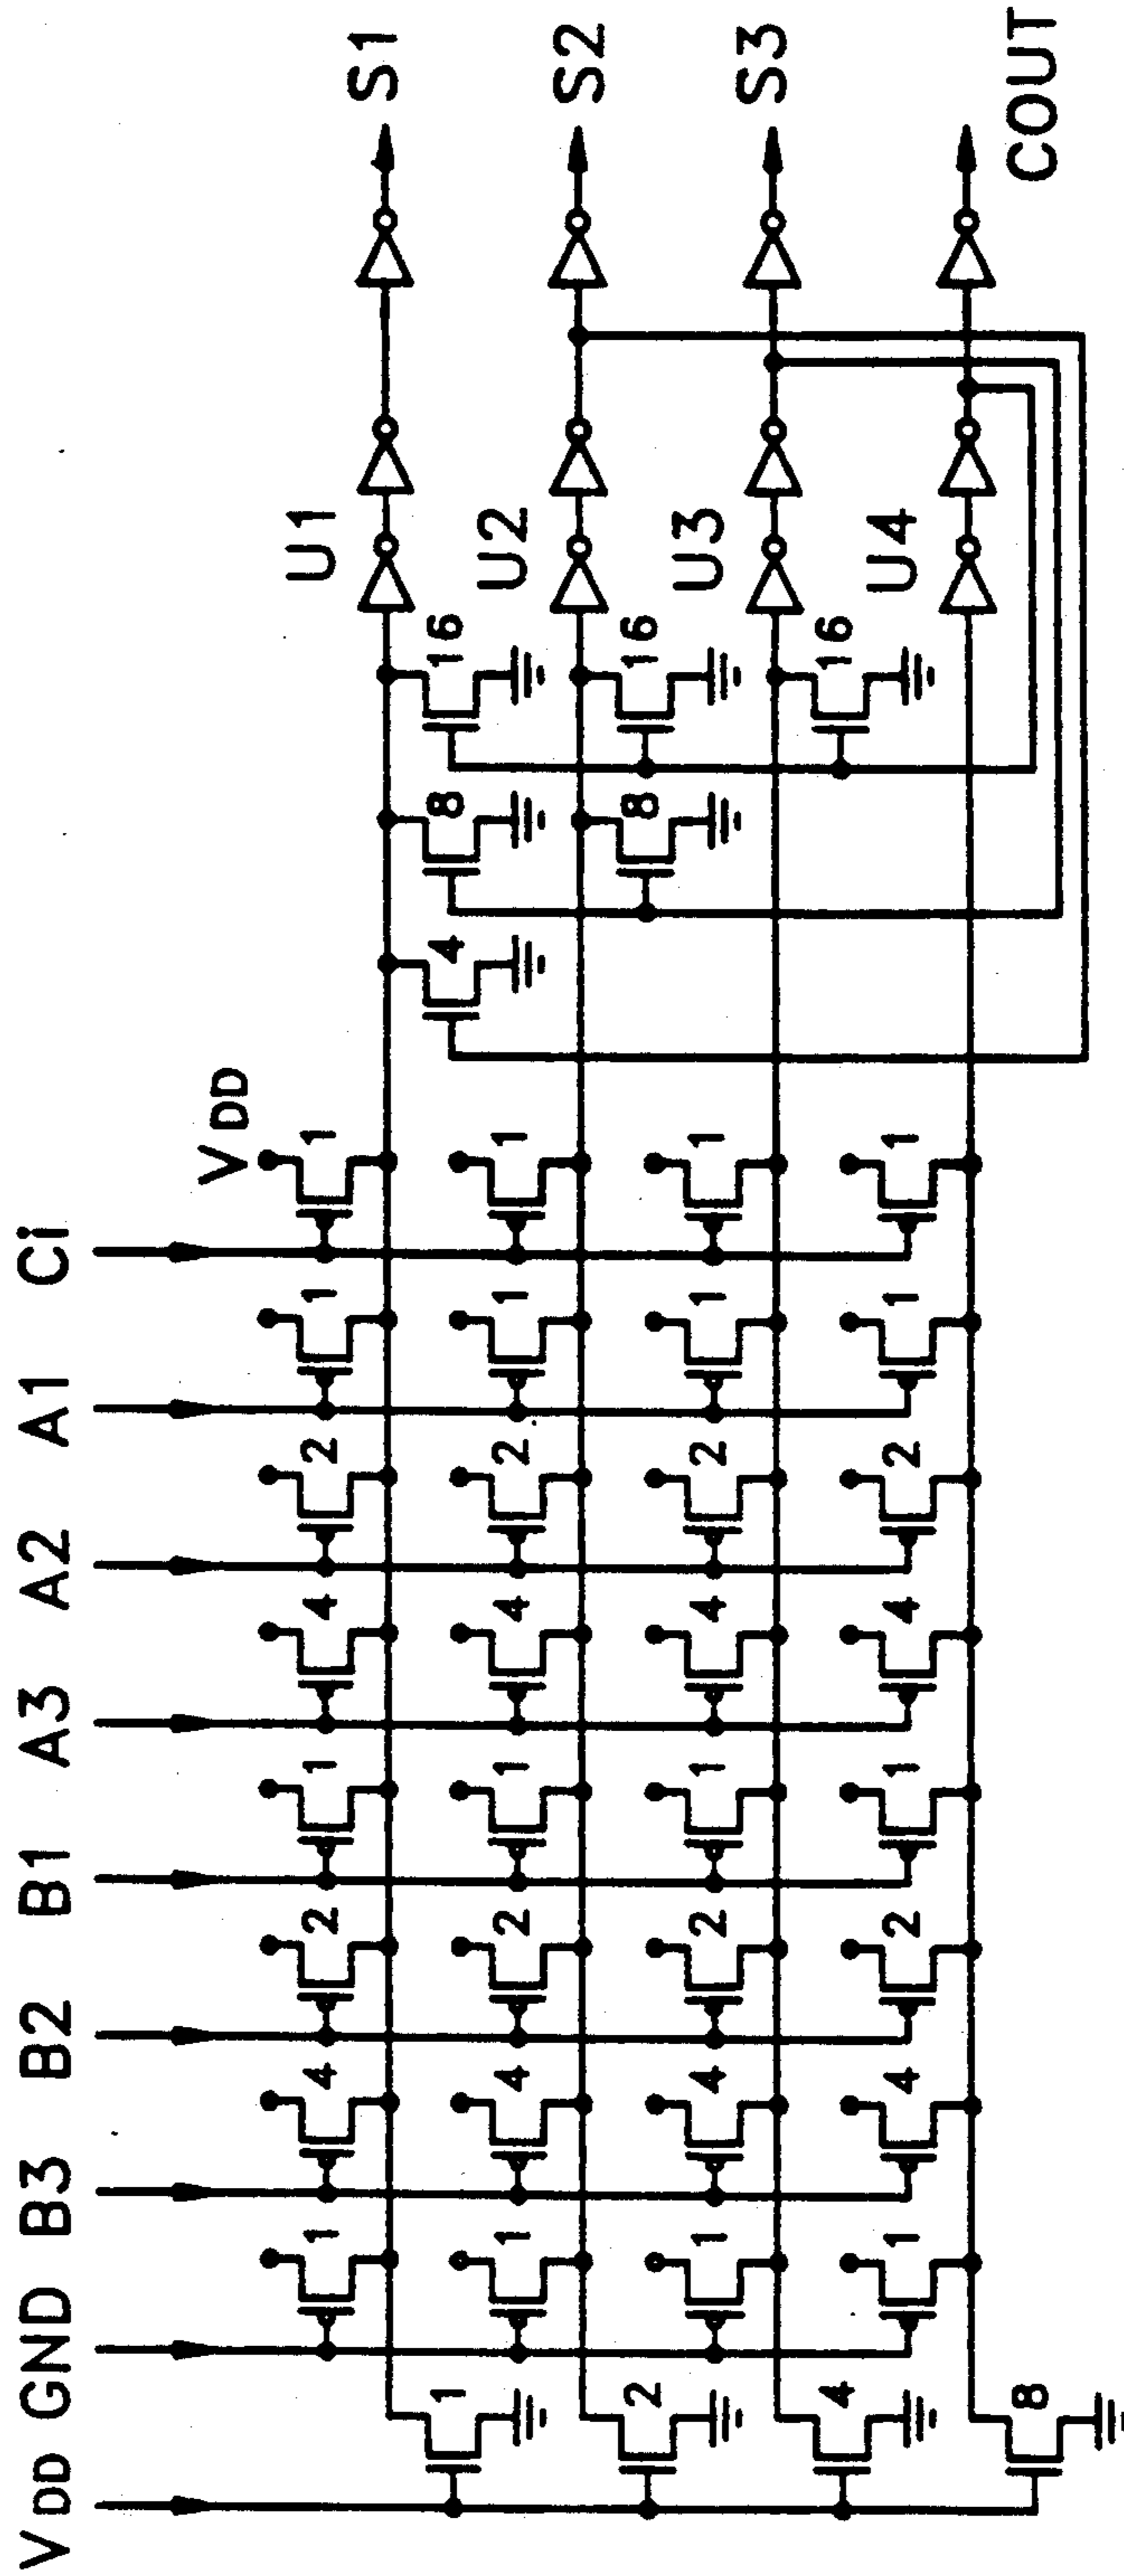 VDD GND B3 B2 B1 A3 A2 A1 Ci
VDD
1 4 2 1 4 2 1 1 U1
S1
1 4 8 16
1 4 2 1 4 2 1 1 U2
S2
2 8 16
1 4 2 1 4 2 1 1 U3
S3
4 16
1 4 2 1 4 2 1 1 U4
8 COUT